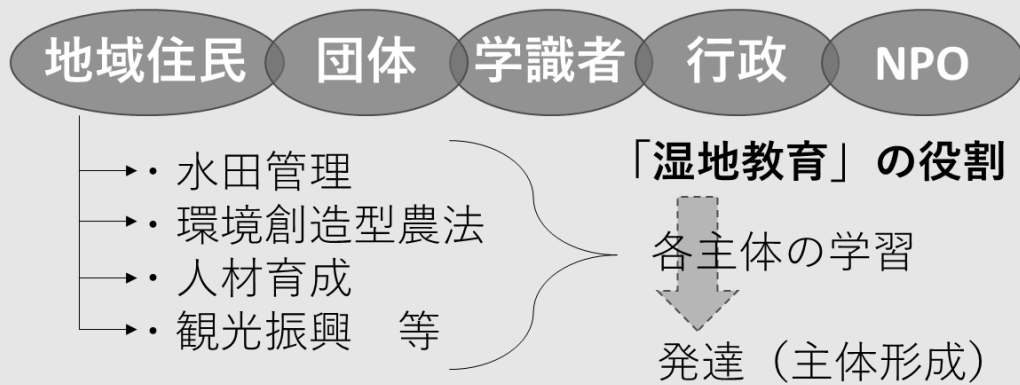 地域住民 団体 学識者 行政 NPO
・水田管理
・環境創造型農法
・人材育成
・観光振興　等
「湿地教育」の役割
各主体の学習
発達（主体形成）